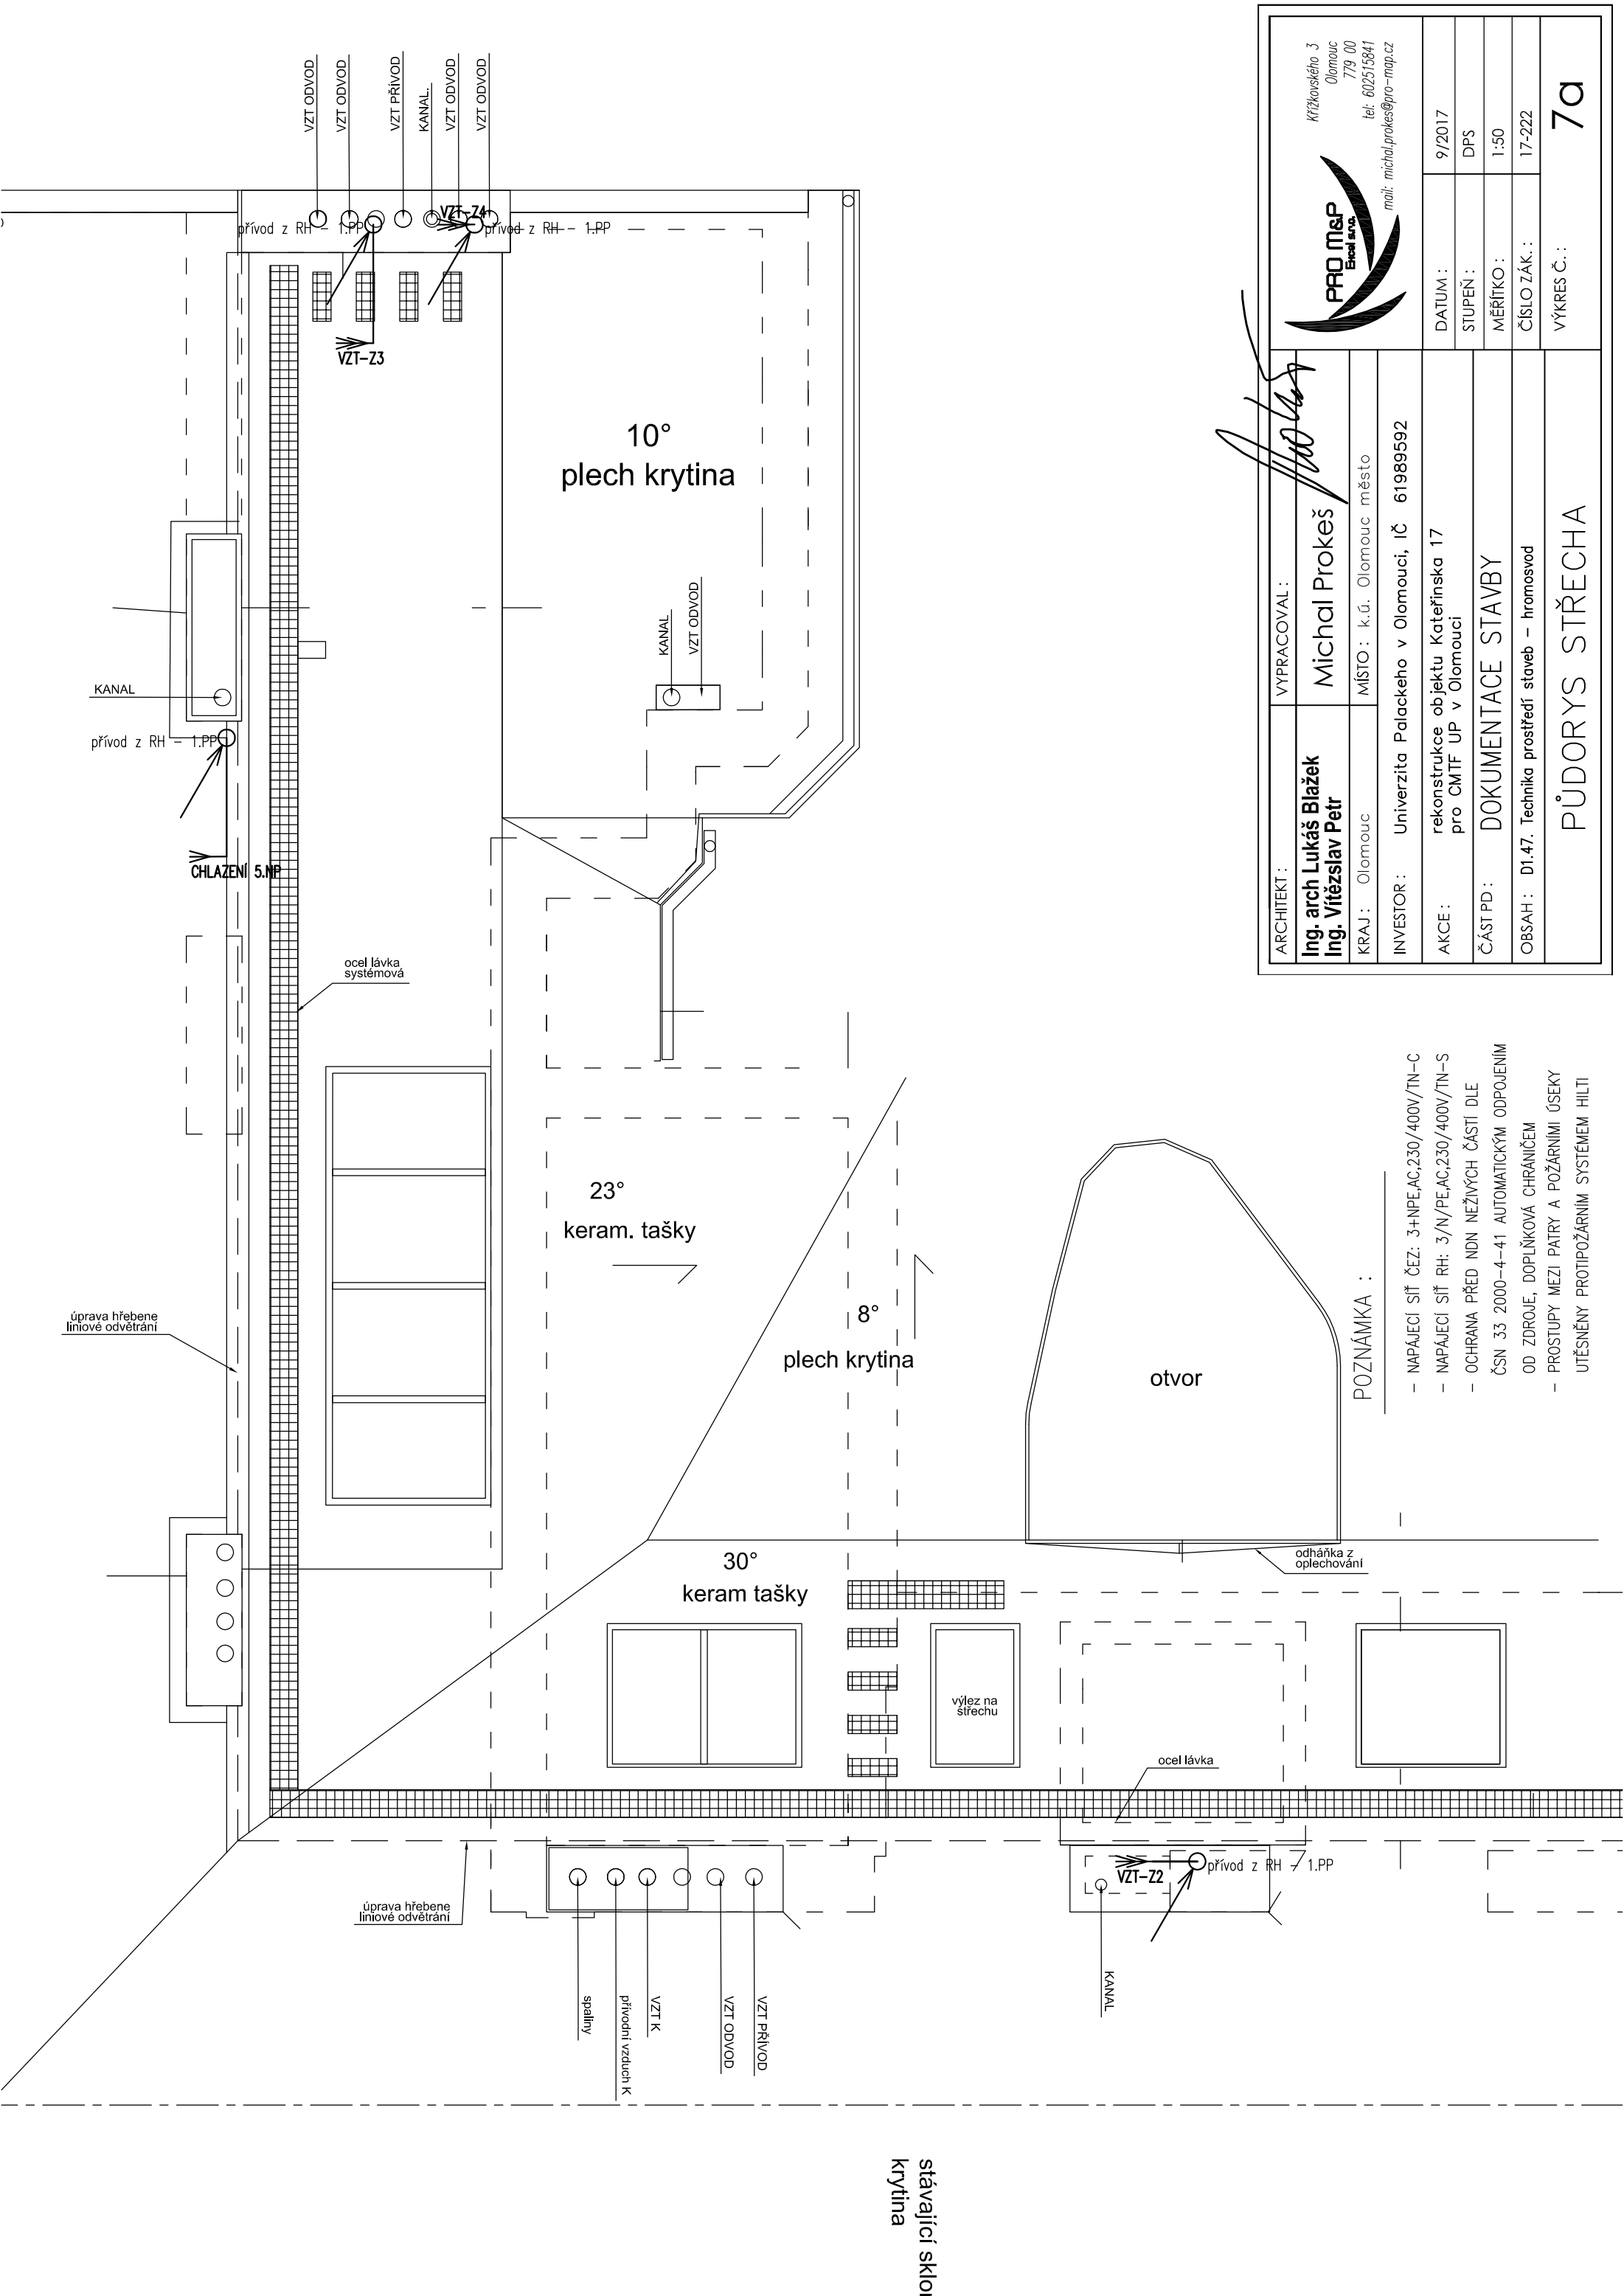 VZT ODVOD
VZT ODVOD
VZT PŘÍVOD
KANAL.
VZT ODVOD
VZT ODVOD
přívod z RH - 1.PP
VZT-Z4
přívod z RH - 1.PP
VZT-Z3
10°
plech krytina
KANAL
VZT ODVOD
KANAL
přívod z RH - 1.PP
CHLAZENÍ 5.NP
ocel lávka
systémová
23°
keram. tašky
8°
plech krytina
úprava hřebene
liniové odvětrání
otvor
odháňka z
oplechování
30°
keram tašky
výlez na
střechu
ocel lávka
VZT-Z2
přívod z RH - 1.PP
úprava hřebene
liniové odvětrání
spaliny
přívodní vzduch K
VZT K
VZT ODVOD
VZT PŘÍVOD
KANAL
stávající
krytina
POZNÁMKA :
- NAPÁJECÍ SÍŤ ČEZ: 3+NPE,AC,230/400V/TN-C
- NAPÁJECÍ SÍŤ RH: 3/N/PE,AC,230/400V/TN-S
- OCHRANA PŘED NDN NEŽIVÝCH ČÁSTÍ DLE
ČSN 33 2000-4-41 AUTOMATICKÝM ODPOJENÍM
OD ZDROJE, DOPLŇKOVÁ CHRÁNIČEM
- PROSTUPY MEZI PATRY A POŽÁRNÍMI ÚSEKY
UTĚSNĚNY PROTIPOŽÁRNÍM SYSTÉMEM HILTI
ARCHITEKT :
Ing. arch Lukáš Blažek
Ing. Vítězslav Petr
VYPRACOVAL :
Michal Prokeš
KRAJ : Olomouc
MÍSTO : k.ú. Olomouc město
INVESTOR : Univerzita Palackeho v Olomouci, IČ 61989592
AKCE : rekonstrukce objektu Kateřinska 17
pro CMTF UP v Olomouci
ČÁST PD : DOKUMENTACE STAVBY
OBSAH : D1.47. Technika prostředí staveb - hromosvod
PŮDORYS STŘECHA
PRO M&P
Excel s.r.o.
Křížkovského 3
Olomouc
779 00
tel: 602515841
mail: michal.prokes@pro-map.cz
DATUM : 9/2017
STUPEŇ : DPS
MĚŘÍTKO : 1:50
ČÍSLO ZÁK. : 17-222
VÝKRES Č. : 7a